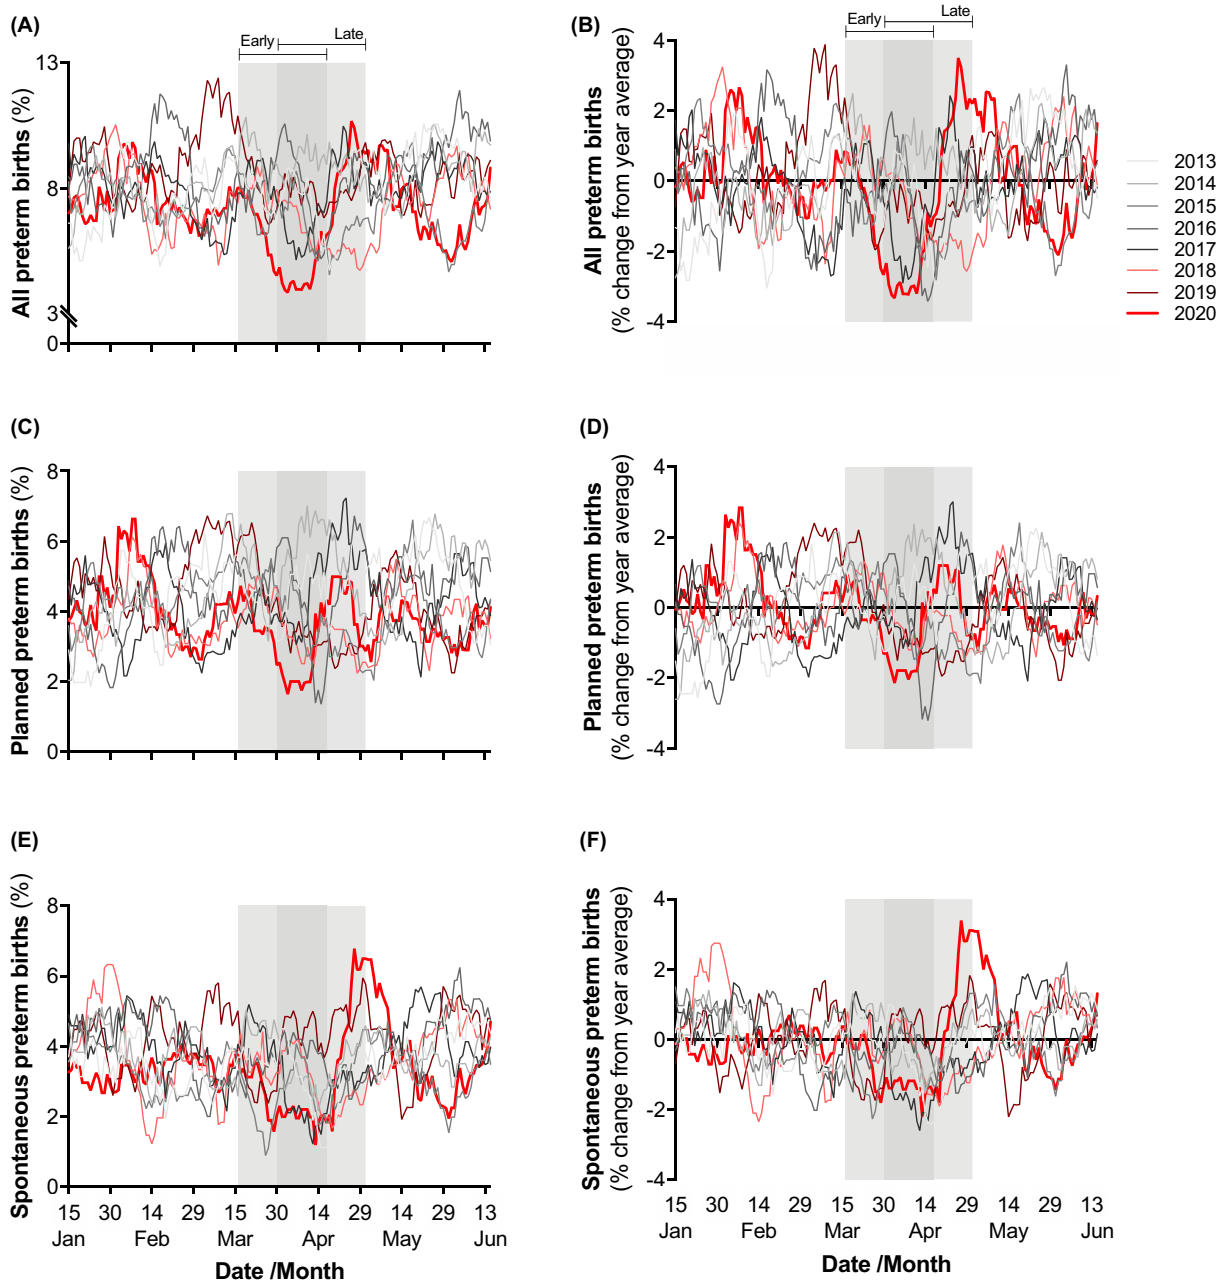 (A)
Early
Late
All preterm births (%)
13
8
3
0
(B)
Early
Late
All preterm births
(% change from year average)
4
2
0
-2
-4
2013
2014
2015
2016
2017
2018
2019
2020
(C)
Planned preterm births (%)
8
6
4
2
0
(D)
Planned preterm births
(% change from year average)
4
2
0
-2
-4
(E)
Spontaneous preterm births (%)
8
6
4
2
0
15 30 14 29 15 30 14 29 14 29 13
Jan Feb Mar Apr May Jun
Date /Month
(F)
Spontaneous preterm births
(% change from year average)
4
2
0
-2
-4
15 30 14 29 15 30 14 29 14 29 13
Jan Feb Mar Apr May Jun
Date /Month